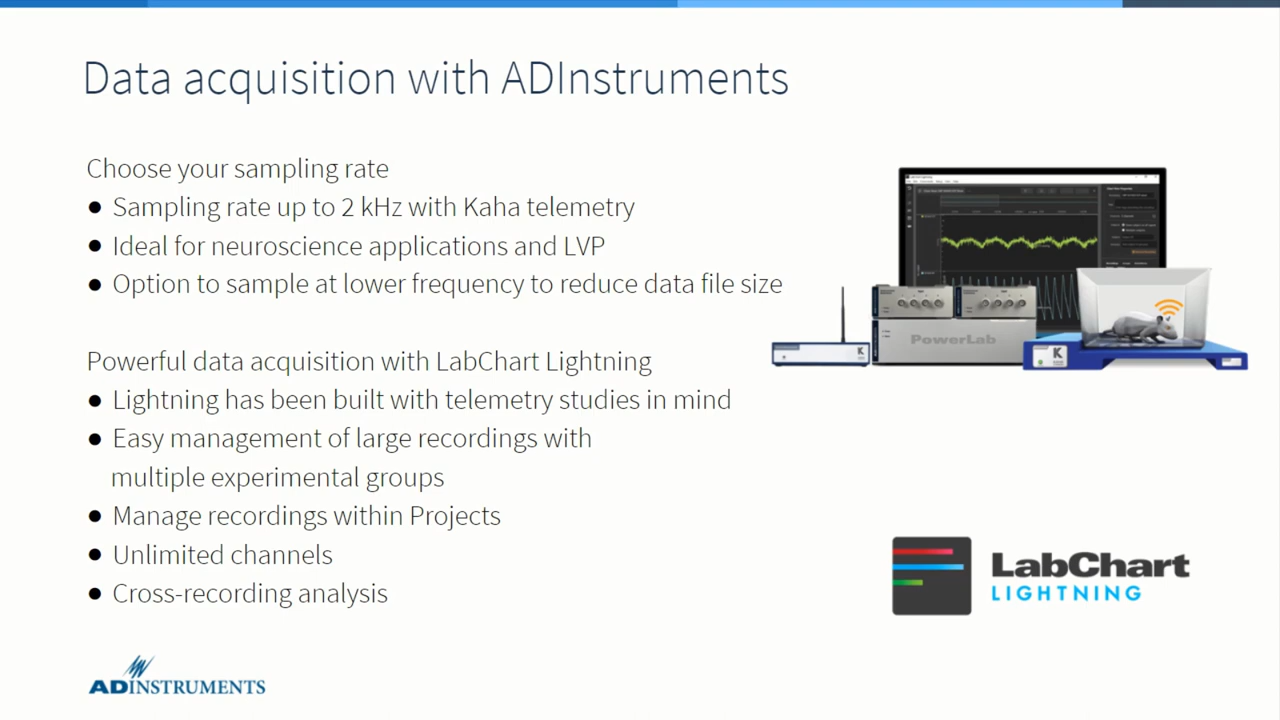 Data acquisition with ADInstruments
Choose your sampling rate
● Sampling rate up to 2 kHz with Kaha telemetry
● Ideal for neuroscience applications and LVP
● Option to sample at lower frequency to reduce data file size
Powerful data acquisition with LabChart Lightning
● Lightning has been built with telemetry studies in mind
● Easy management of large recordings with
multiple experimental groups
● Manage recordings within Projects
● Unlimited channels
● Cross-recording analysis
PowerLab
K
K
LabChart
LIGHTNING
ADINSTRUMENTS